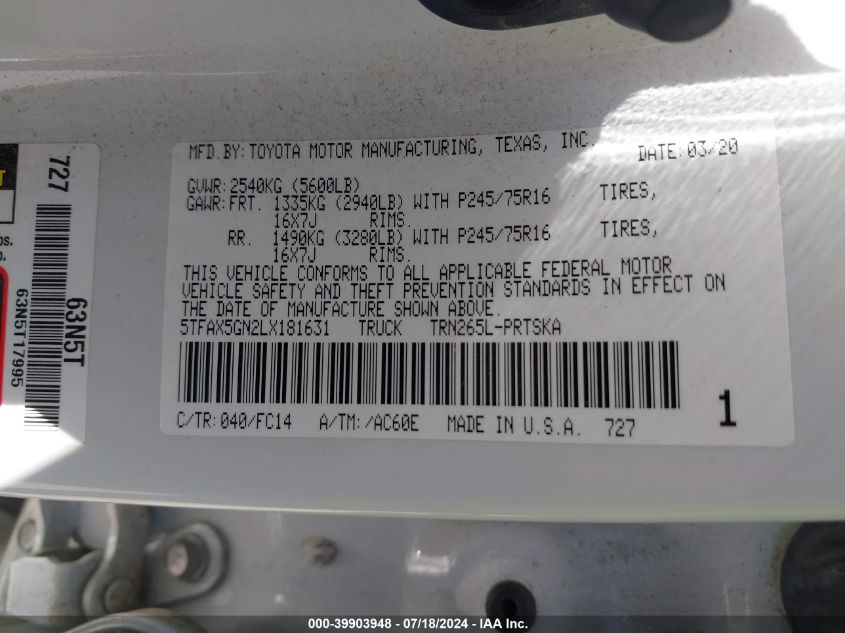 MFD.BY:TOYOTA MOTOR MANUFACTURING, TEXAS, INC. DATE:03/20
GVWR:2540KG (5600LB)
GAWR:FRT. 1335KG (2940LB) WITH P245/75R16 TIRES,
16X7J RIMS.
RR. 1490KG (3280LB) WITH P245/75R16 TIRES,
16X7J RIMS.
THIS VEHICLE CONFORMS TO ALL APPLICABLE FEDERAL MOTOR
VEHICLE SAFETY AND THEFT PREVENTION STANDARDS IN EFFECT ON
THE DATE OF MANUFACTURE SHOWN ABOVE.
5TFAX5GN2LX181631 TRUCK TRN265L-PRTSKA
C/TR:040/FC14 A/TM:/AC60E MADE IN U.S.A. 727
1
727
63N5T
63N5T17995
000-39903948 - 07/18/2024 - IAA Inc.